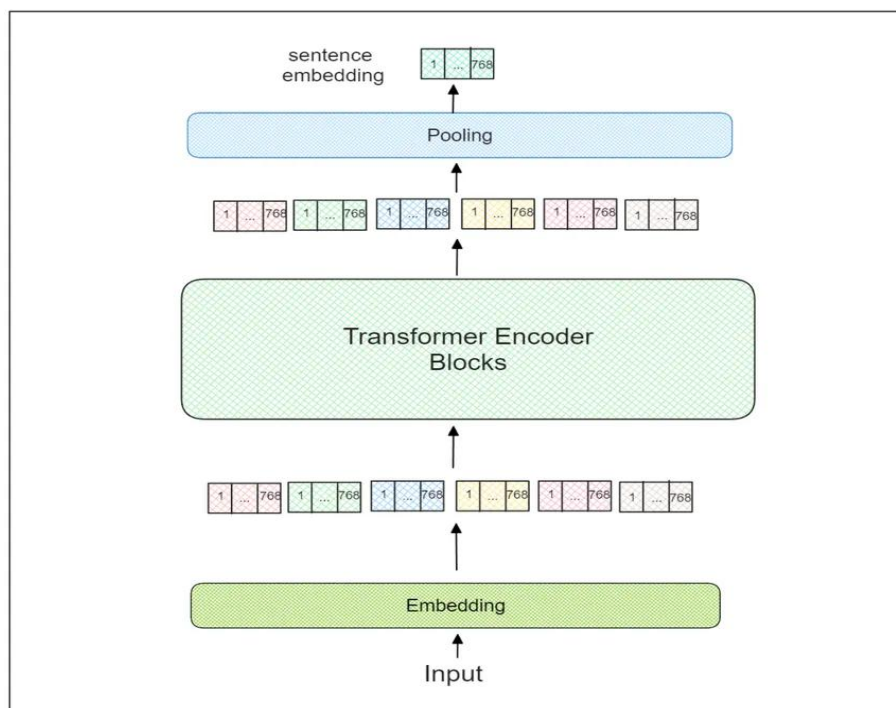 sentence
embedding
1 ... 768
Pooling
1 ... 768 1 ... 768 1 ... 768 1 ... 768 1 ... 768 1 ... 768
Transformer Encoder
Blocks
1 ... 768 1 ... 768 1 ... 768 1 ... 768 1 ... 768 1 ... 768
Embedding
Input